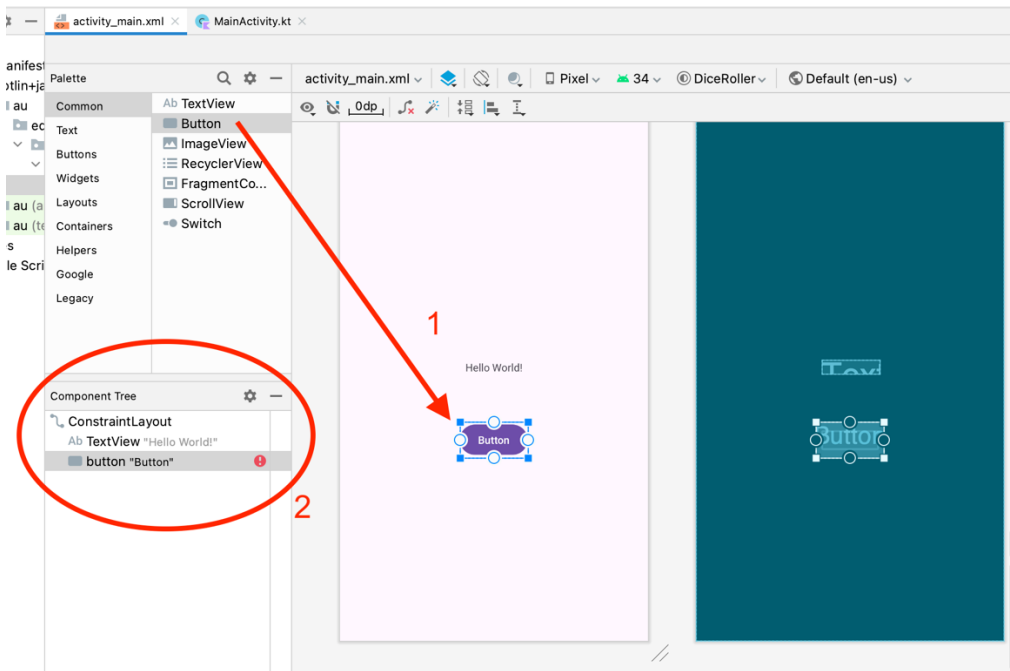 activity_main.xml MainActivity.kt
anifest
otlin+ja
au
ec
au (a
au (te
s
le Scri
Palette
Common
Text
Buttons
Widgets
Layouts
Containers
Helpers
Google
Legacy
Ab TextView
Button
ImageView
RecyclerView
FragmentCo...
ScrollView
Switch
activity_main.xml Pixel 34 DiceRoller Default (en-us)
0dp
1
Hello World!
Button
Text
Button
Component Tree
ConstraintLayout
Ab TextView "Hello World!"
button "Button"
2